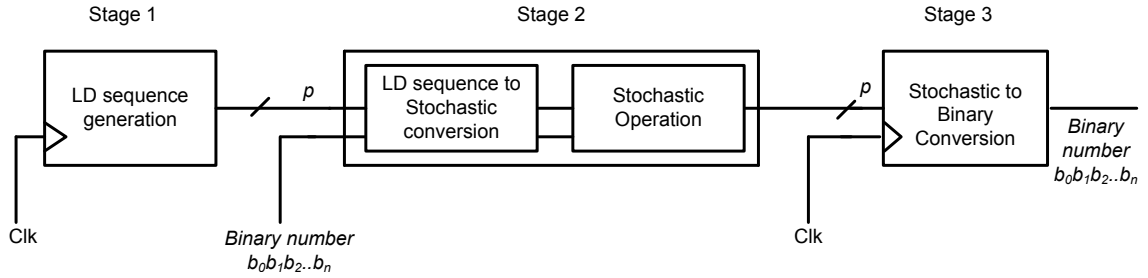 Stage 1
Stage 2
Stage 3
LD sequence
generation
p
LD sequence to
Stochastic
conversion
Stochastic
Operation
p
Stochastic to
Binary
Conversion
Binary
number
b0b1b2..bn
Clk
Binary number
b0b1b2..bn
Clk